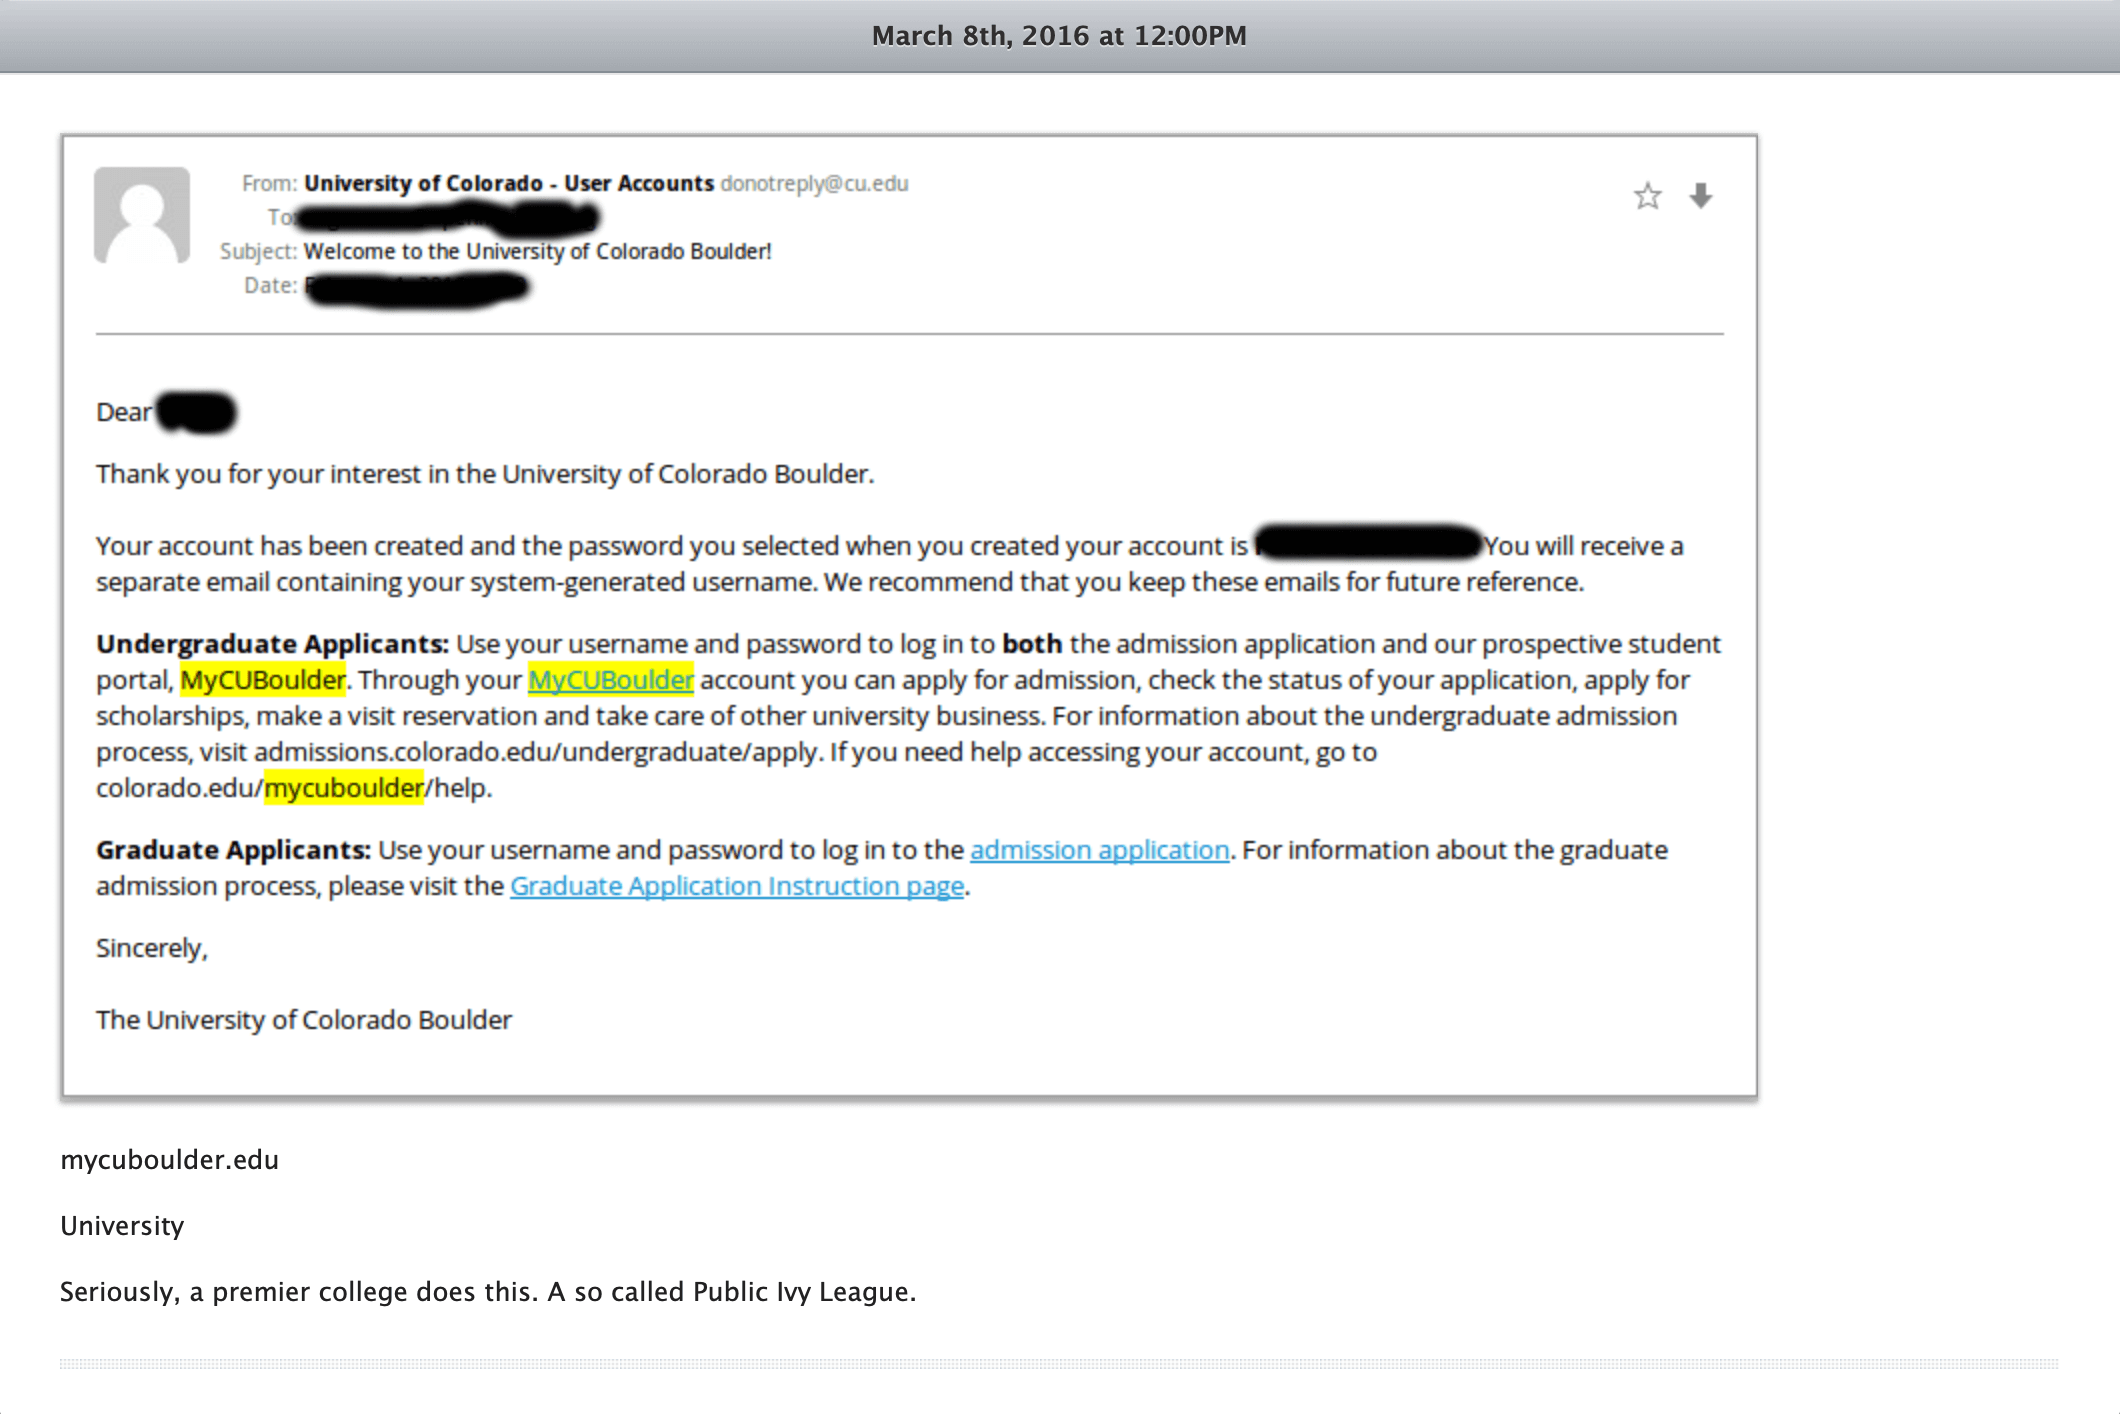 March 8th, 2016 at 12:00PM
From: University of Colorado - User Accounts donotreply@cu.edu
To:
Subject: Welcome to the University of Colorado Boulder!
Date:
Dear
Thank you for your interest in the University of Colorado Boulder.
Your account has been created and the password you selected when you created your account is You will receive a
separate email containing your system-generated username. We recommend that you keep these emails for future reference.
Undergraduate Applicants: Use your username and password to log in to both the admission application and our prospective student
portal, MyCUBoulder. Through your MyCUBoulder account you can apply for admission, check the status of your application, apply for
scholarships, make a visit reservation and take care of other university business. For information about the undergraduate admission
process, visit admissions.colorado.edu/undergraduate/apply. If you need help accessing your account, go to
colorado.edu/mycuboulder/help.
Graduate Applicants: Use your username and password to log in to the admission application. For information about the graduate
admission process, please visit the Graduate Application Instruction page.
Sincerely,
The University of Colorado Boulder
mycuboulder.edu
University
Seriously, a premier college does this. A so called Public Ivy League.